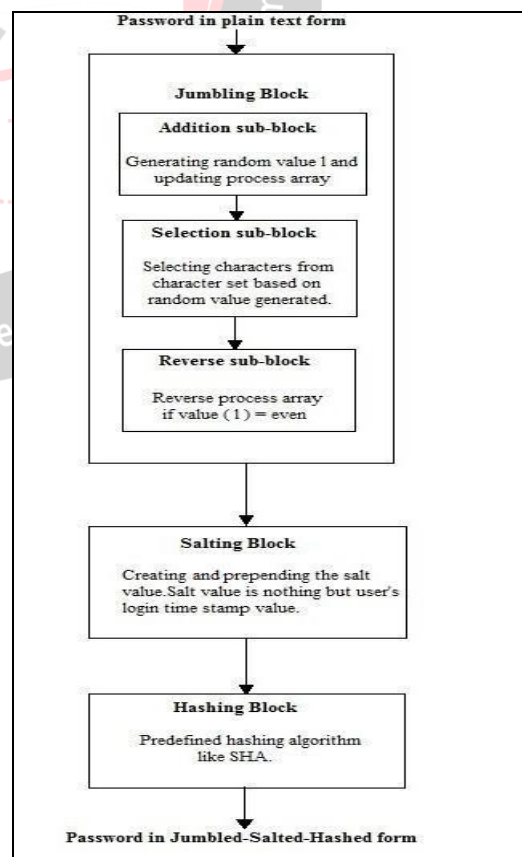 Password in plain text form
Jumbling Block
Addition sub-block
Generating random value l and
updating process array
Selection sub-block
Selecting characters from
character set based on
random value generated.
Reverse sub-block
Reverse process array
if value ( 1 ) = even
Salting Block
Creating and prepending the salt
value.Salt value is nothing but user's
login time stamp value.
Hashing Block
Predefined hashing algorithm
like SHA.
Password in Jumbled-Salted-Hashed form